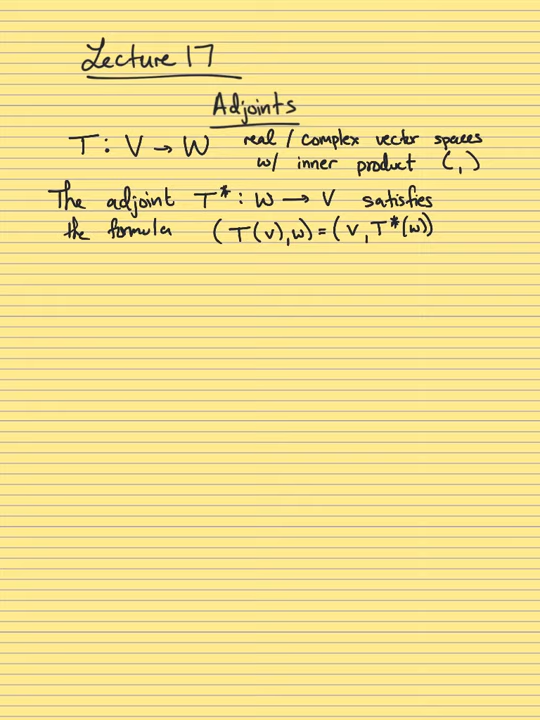 Lecture 17
Adjoints
T : V → W real / complex vector spaces
w/ inner product ( , )
The adjoint T* : W → V satisfies
the formula ( T(v), w) = ( v , T*(w))